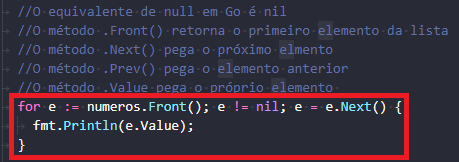 //O equivalente de null em Go é nil
//O método .Front() retorna o primeiro elemento da lista
//O método .Next() pega o próximo elmento
//O método .Prev() pega o elemento anterior
//O método .Value pega o próprio elemento
for e := numeros.Front(); e != nil; e = e.Next() {
fmt.Println(e.Value);
}